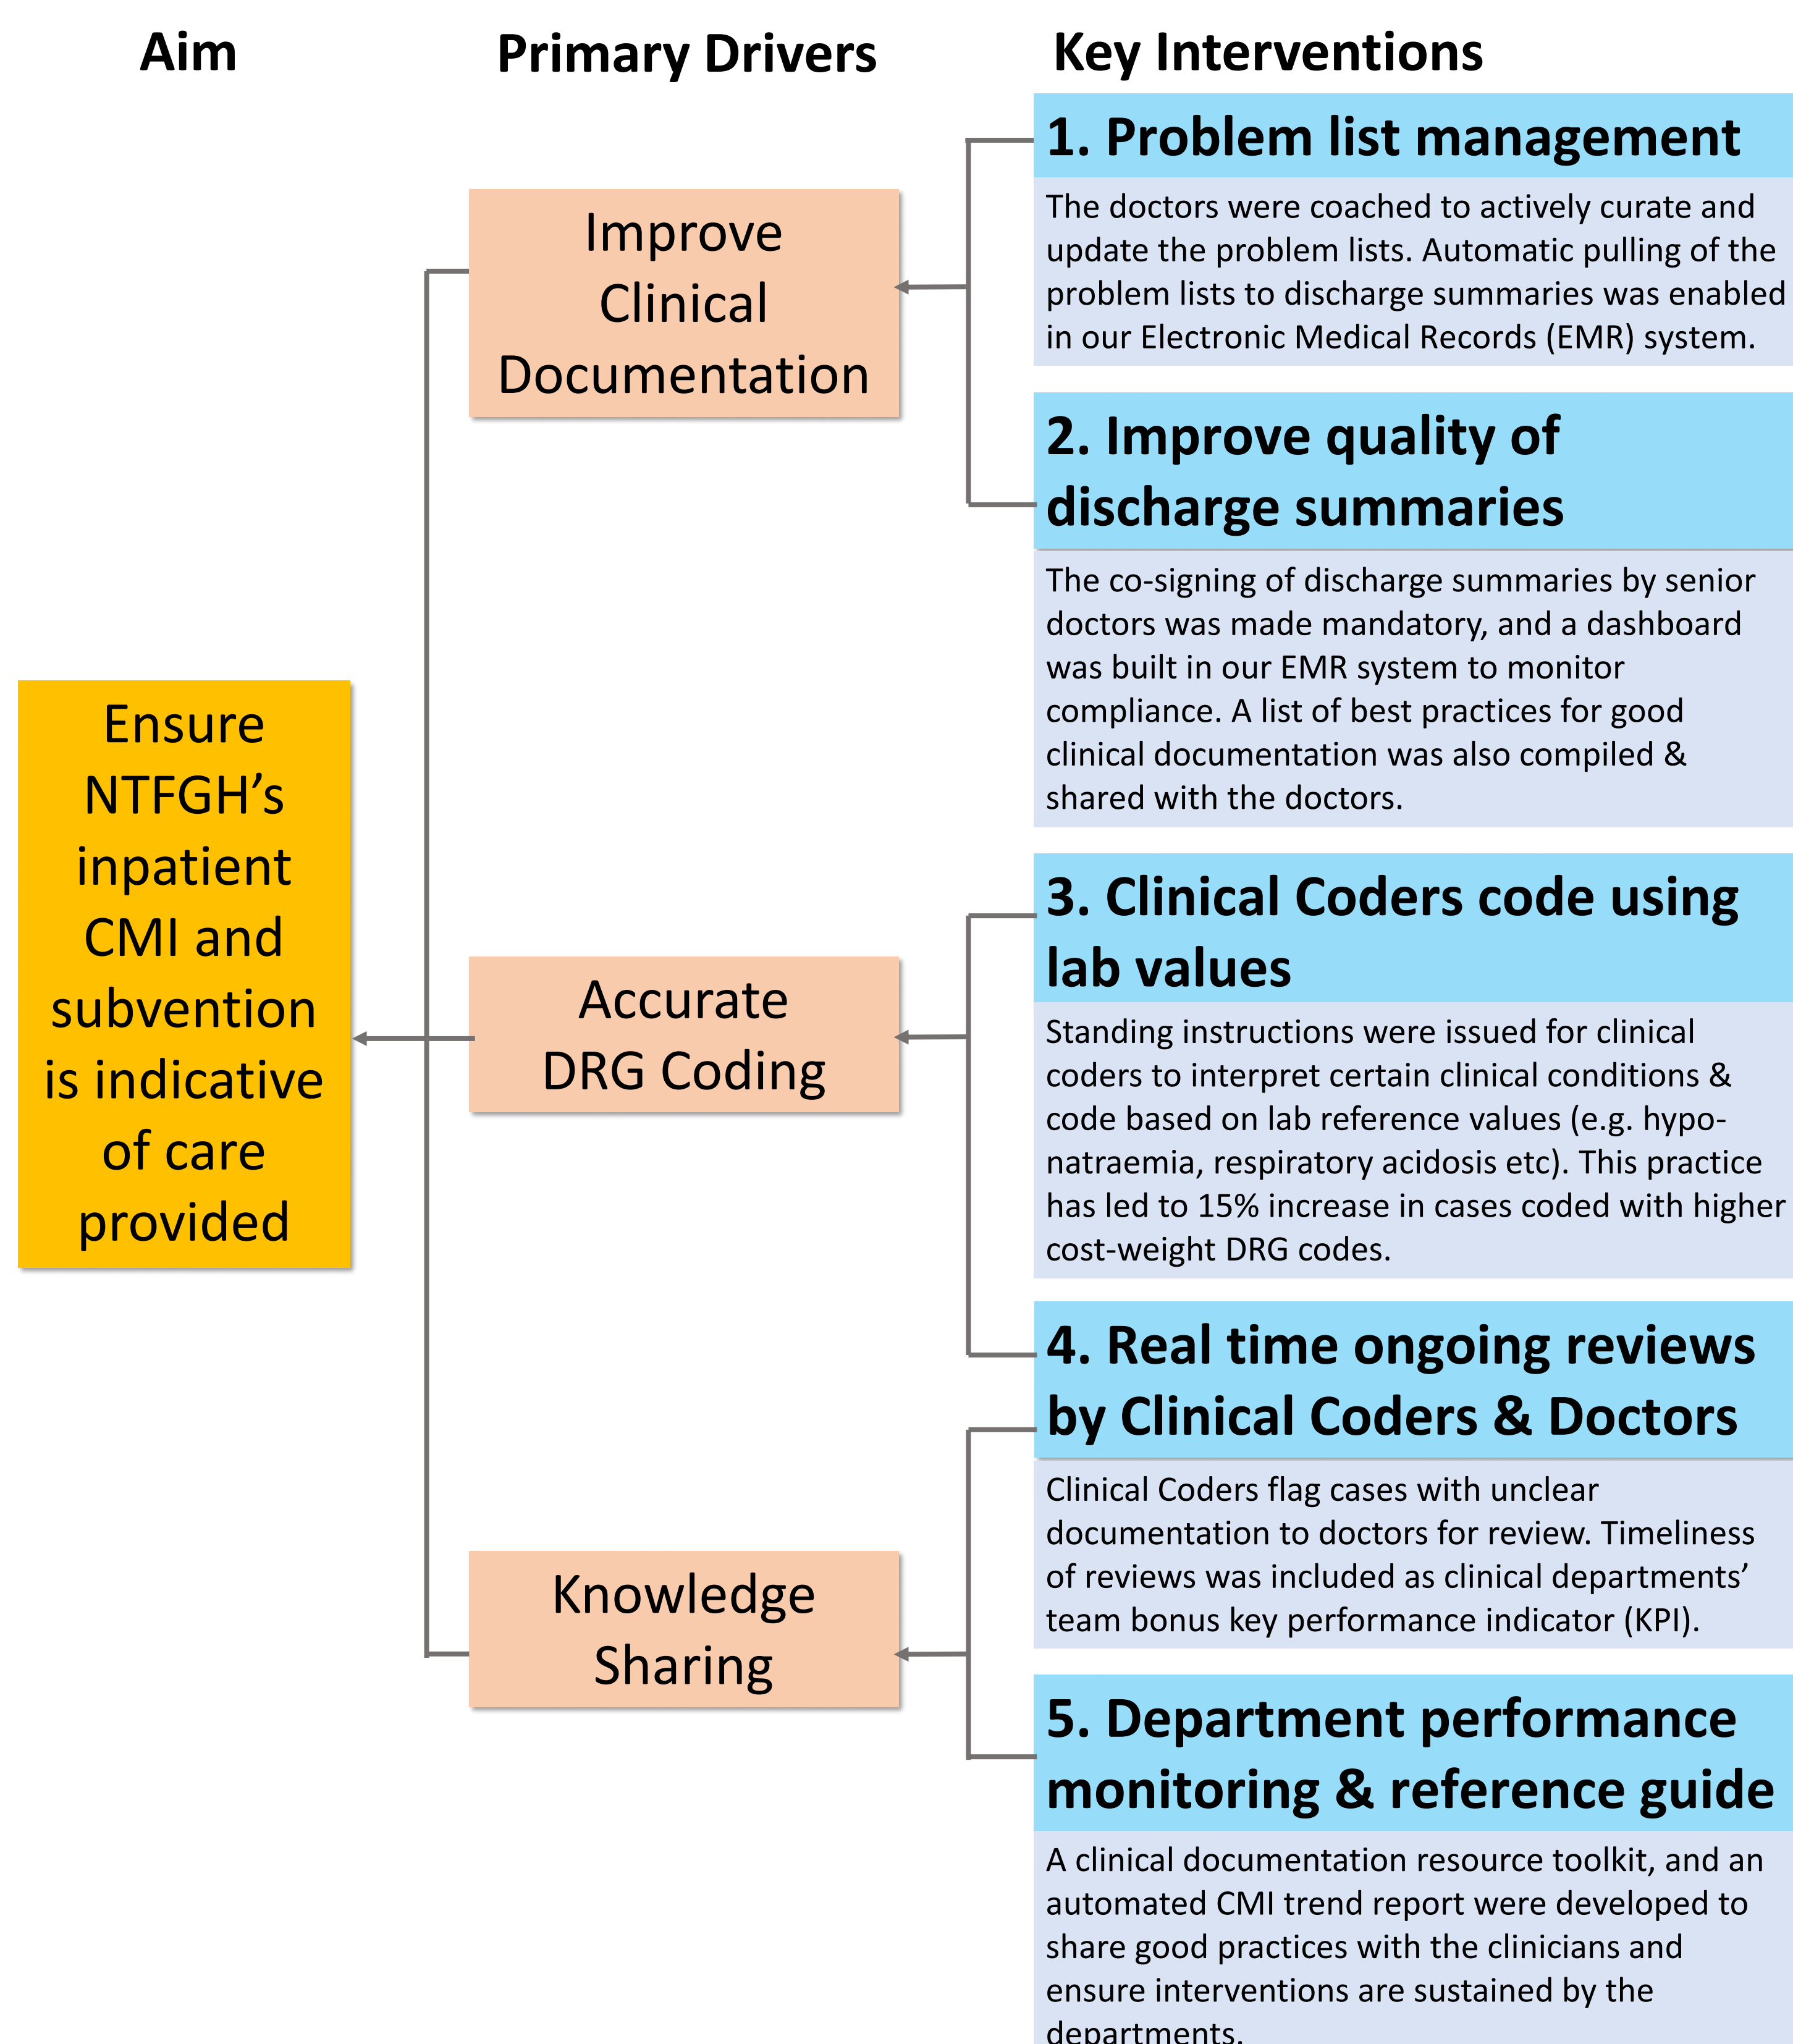 Aim
Primary Drivers
Key Interventions
Ensure
NTFGH’s
inpatient
CMI and
subvention
is indicative
of care
provided
Improve
Clinical
Documentation
Accurate
DRG Coding
Knowledge
Sharing
1. Problem list management
The doctors were coached to actively curate and
update the problem lists. Automatic pulling of the
problem lists to discharge summaries was enabled
in our Electronic Medical Records (EMR) system.
2. Improve quality of
discharge summaries
The co-signing of discharge summaries by senior
doctors was made mandatory, and a dashboard
was built in our EMR system to monitor
compliance. A list of best practices for good
clinical documentation was also compiled &
shared with the doctors.
3. Clinical Coders code using
lab values
Standing instructions were issued for clinical
coders to interpret certain clinical conditions &
code based on lab reference values (e.g. hypo-
natraemia, respiratory acidosis etc). This practice
has led to 15% increase in cases coded with higher
cost-weight DRG codes.
4. Real time ongoing reviews
by Clinical Coders & Doctors
Clinical Coders flag cases with unclear
documentation to doctors for review. Timeliness
of reviews was included as clinical departments’
team bonus key performance indicator (KPI).
5. Department performance
monitoring & reference guide
A clinical documentation resource toolkit, and an
automated CMI trend report were developed to
share good practices with the clinicians and
ensure interventions are sustained by the
departments.